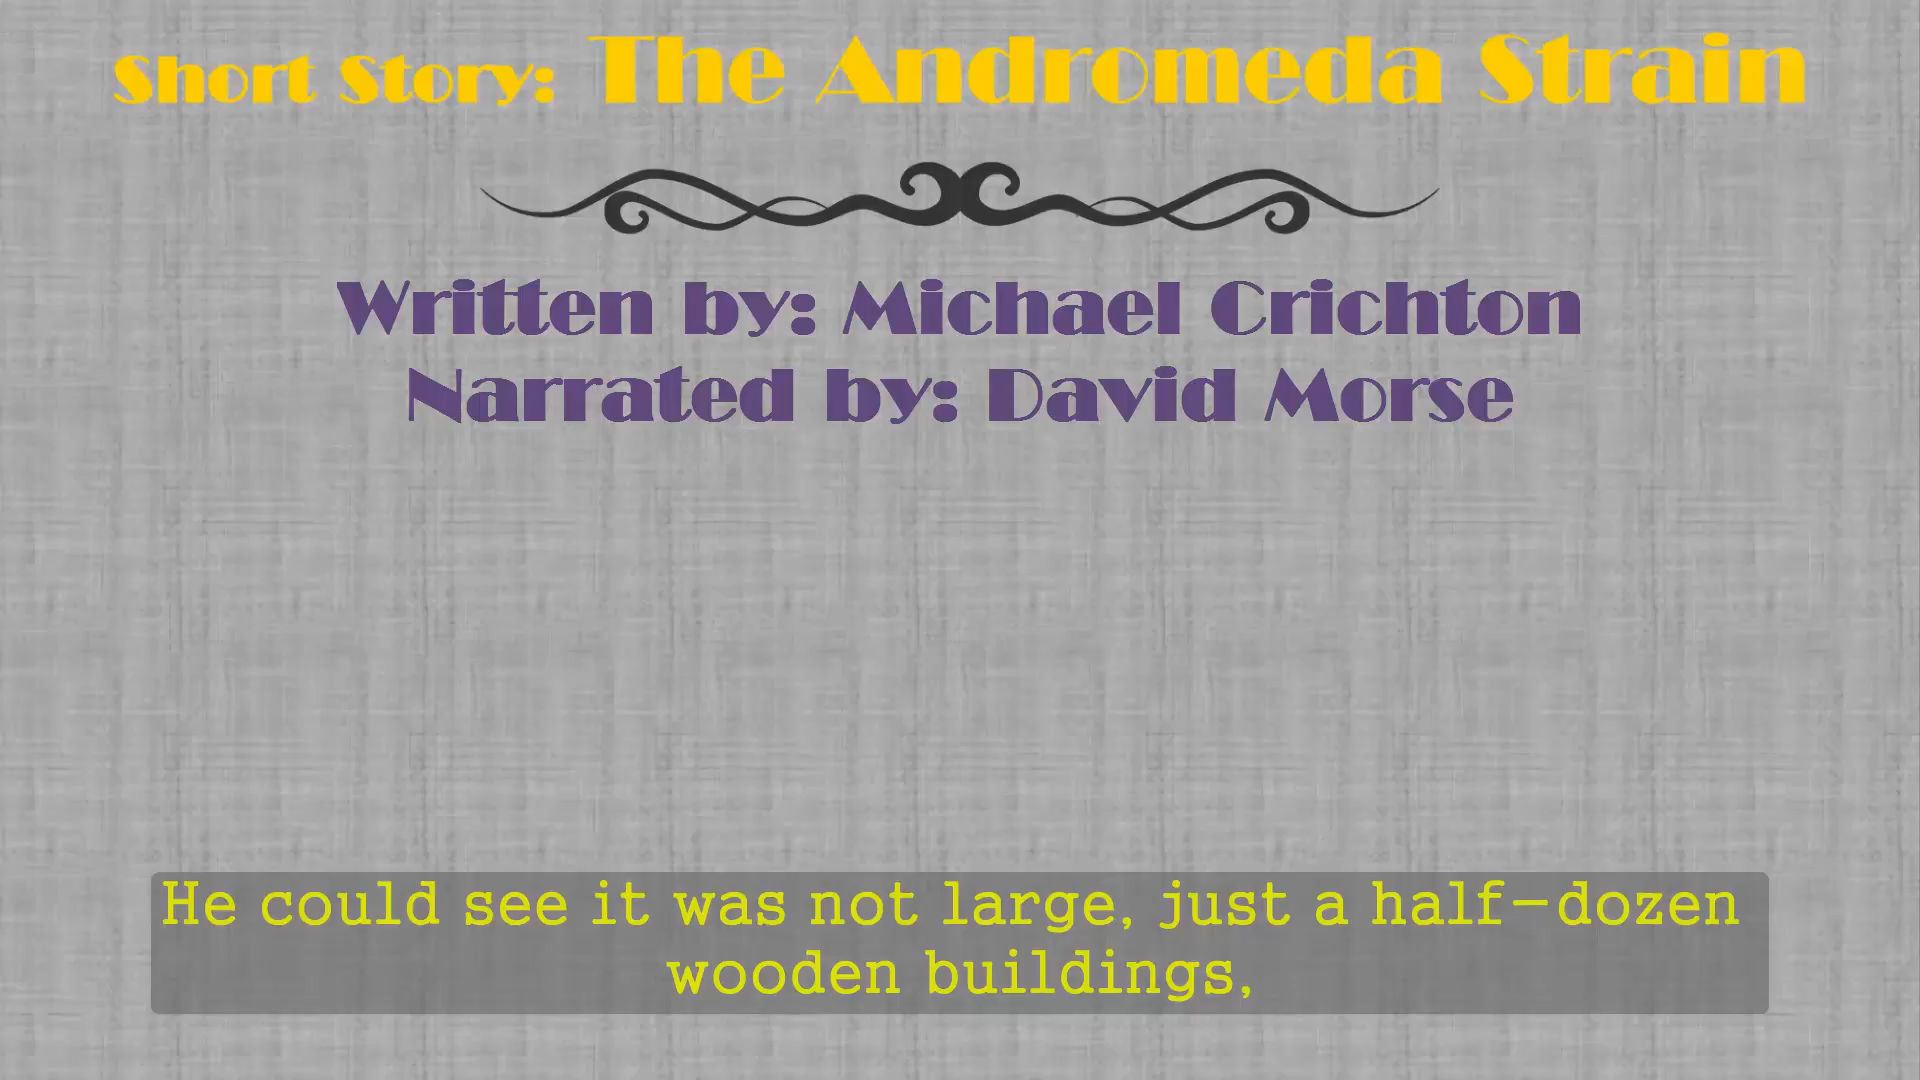 Short Story: The Andromeda Strain
Written by: Michael Crichton
Narrated by: David Morse
He could see it was not large, just a half-dozen
wooden buildings,